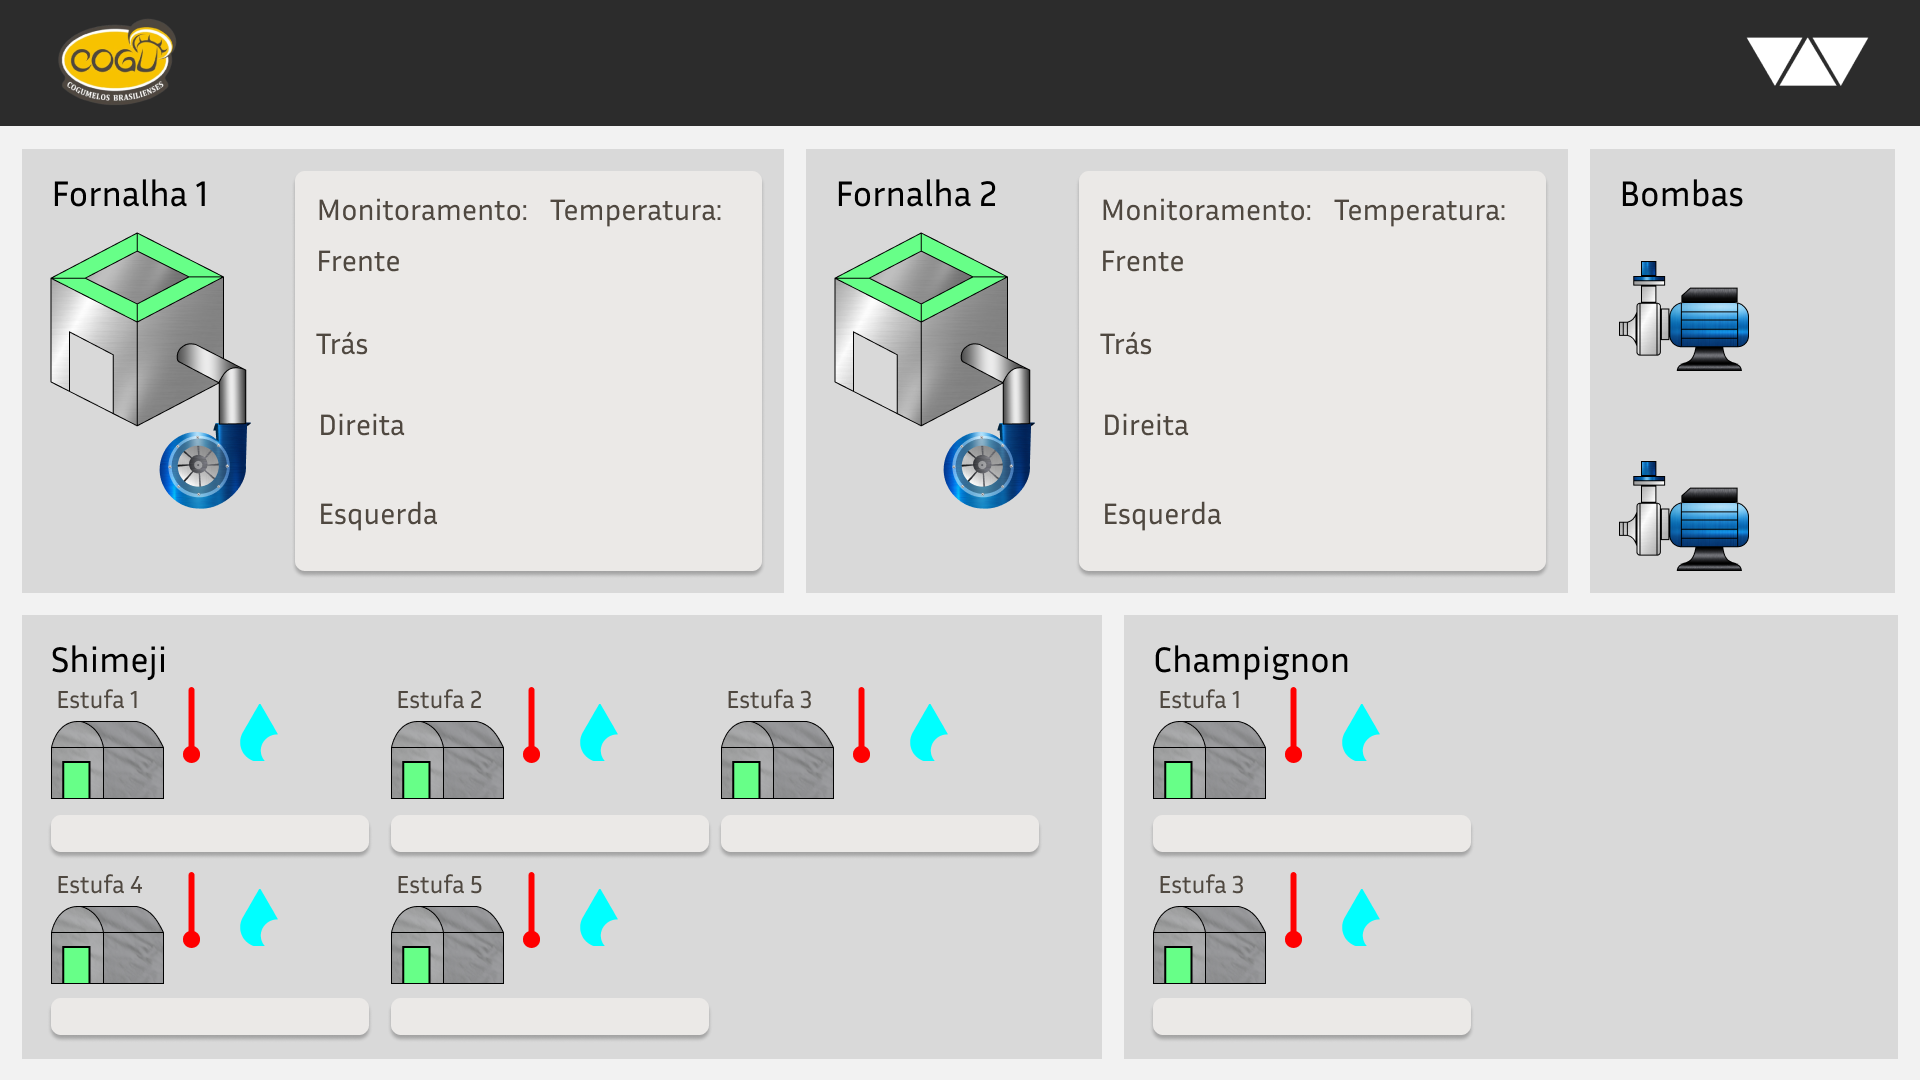 COGU
COGUMELOS BRASILIENSES
Fornalha 1
Monitoramento: Temperatura:
Frente
Trás
Direita
Esquerda
Fornalha 2
Monitoramento: Temperatura:
Frente
Trás
Direita
Esquerda
Bombas
Shimeji
Estufa 1
Estufa 2
Estufa 3
Estufa 4
Estufa 5
Champignon
Estufa 1
Estufa 3